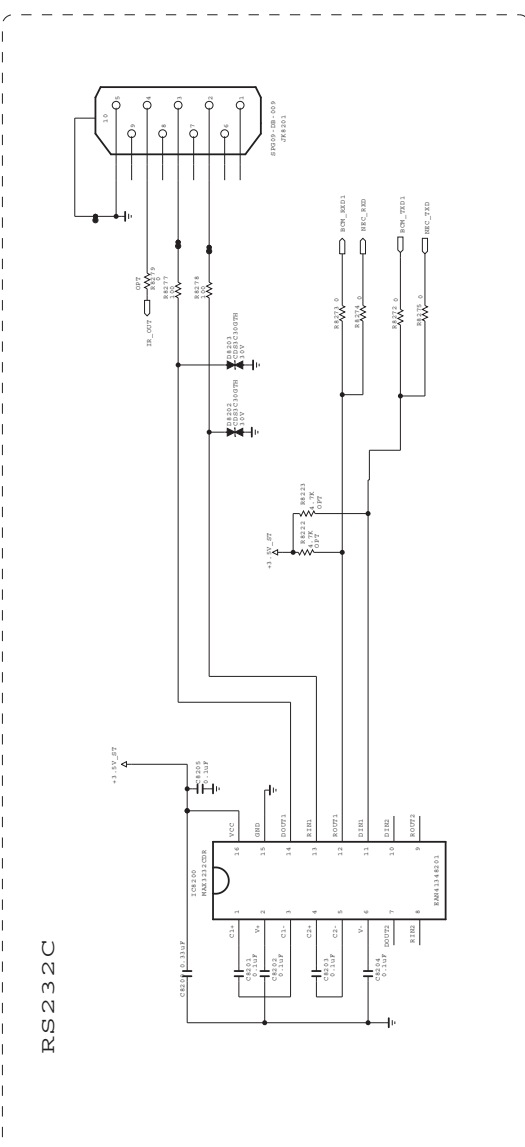 RS232C
SPG09-DB-009
JK8201
10
5
4
3
2
1
9
8
7
6
OPT
R8279
0
R8277
100
R8278
100
IR_OUT
D8203
CDS3C30GTH
30V
D8202
CDS3C30GTH
30V
BCM_RXD1
NEC_RXD
BCM_TXD1
NEC_TXD
R8271 0
R8274 0
R8272 0
R8275 0
R8223
4.7K
OPT
R8222
4.7K
OPT
+3.5V_ST
+3.5V_ST
C8205
0.1uF
IC8200
MAX3232CDR
EAN41348201
VCC
GND
DOUT1
RIN1
ROUT1
DIN1
DIN2
ROUT2
16
15
14
13
12
11
10
9
1
2
3
4
5
6
7
8
C1+
V+
C1-
C2+
C2-
V-
DOUT2
RIN2
0.33uF
C8201
0.1uF
C8202
0.1uF
C8203
0.1uF
C8204
0.1uF